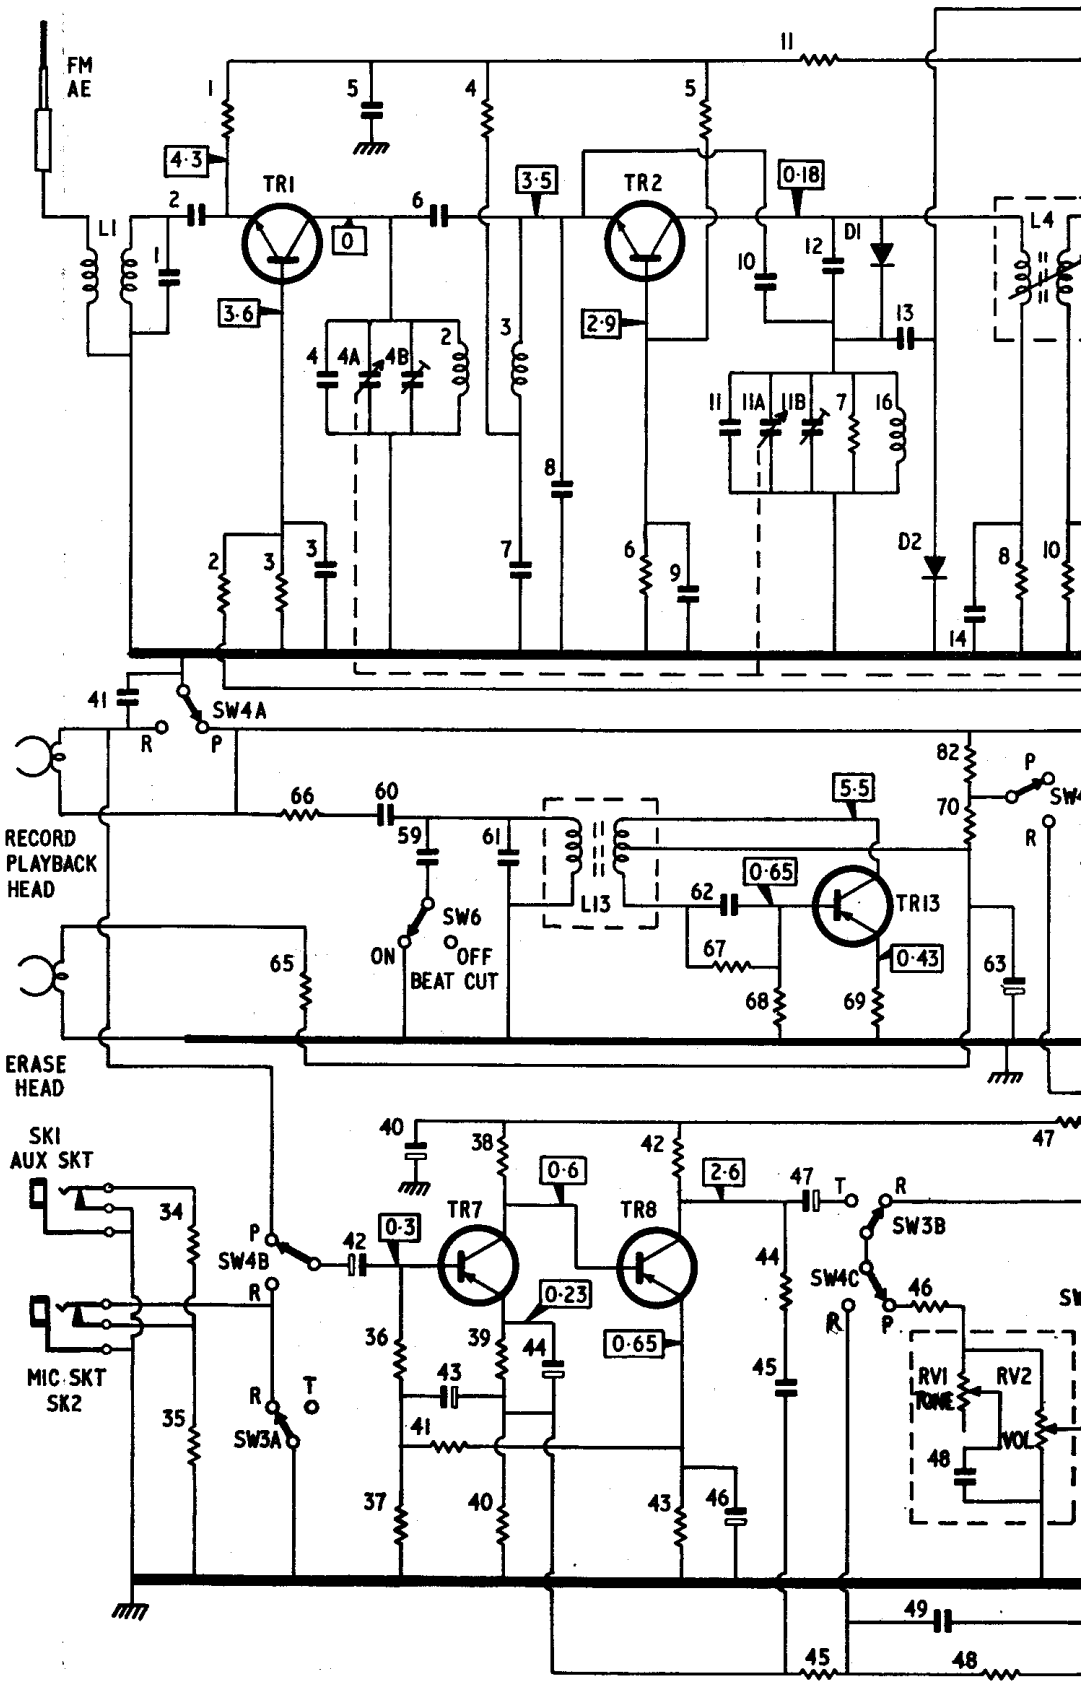 FM
AE
11
1
5
4
5
4·3
TR1
2
6
3·5
TR2
0·18
L1
0
L4
1
10
12
D1
13
3·6
2·9
4
4A
4B
2
3
11
11A
11B
7
16
8
2
3
3
7
6
9
D2
14
8
10
41
SW4A
R
P
82
P
SW4
70
R
66
60
5·5
RECORD
PLAYBACK
HEAD
59
61
L13
62
0·65
TR13
SW6
ON
OFF
BEAT CUT
65
67
0·43
63
68
69
ERASE
HEAD
SK1
AUX SKT
40
38
42
47
0·6
2·6
47
T
R
34
TR7
TR8
SW3B
P
42
0·3
SW4B
44
SW4C
46
R
0·23
R
P
SW
36
39
44
0·65
MIC SKT
SK2
43
45
RV1
TONE
RV2
R
T
35
SW3A
41
VOL
48
37
40
43
46
49
45
48